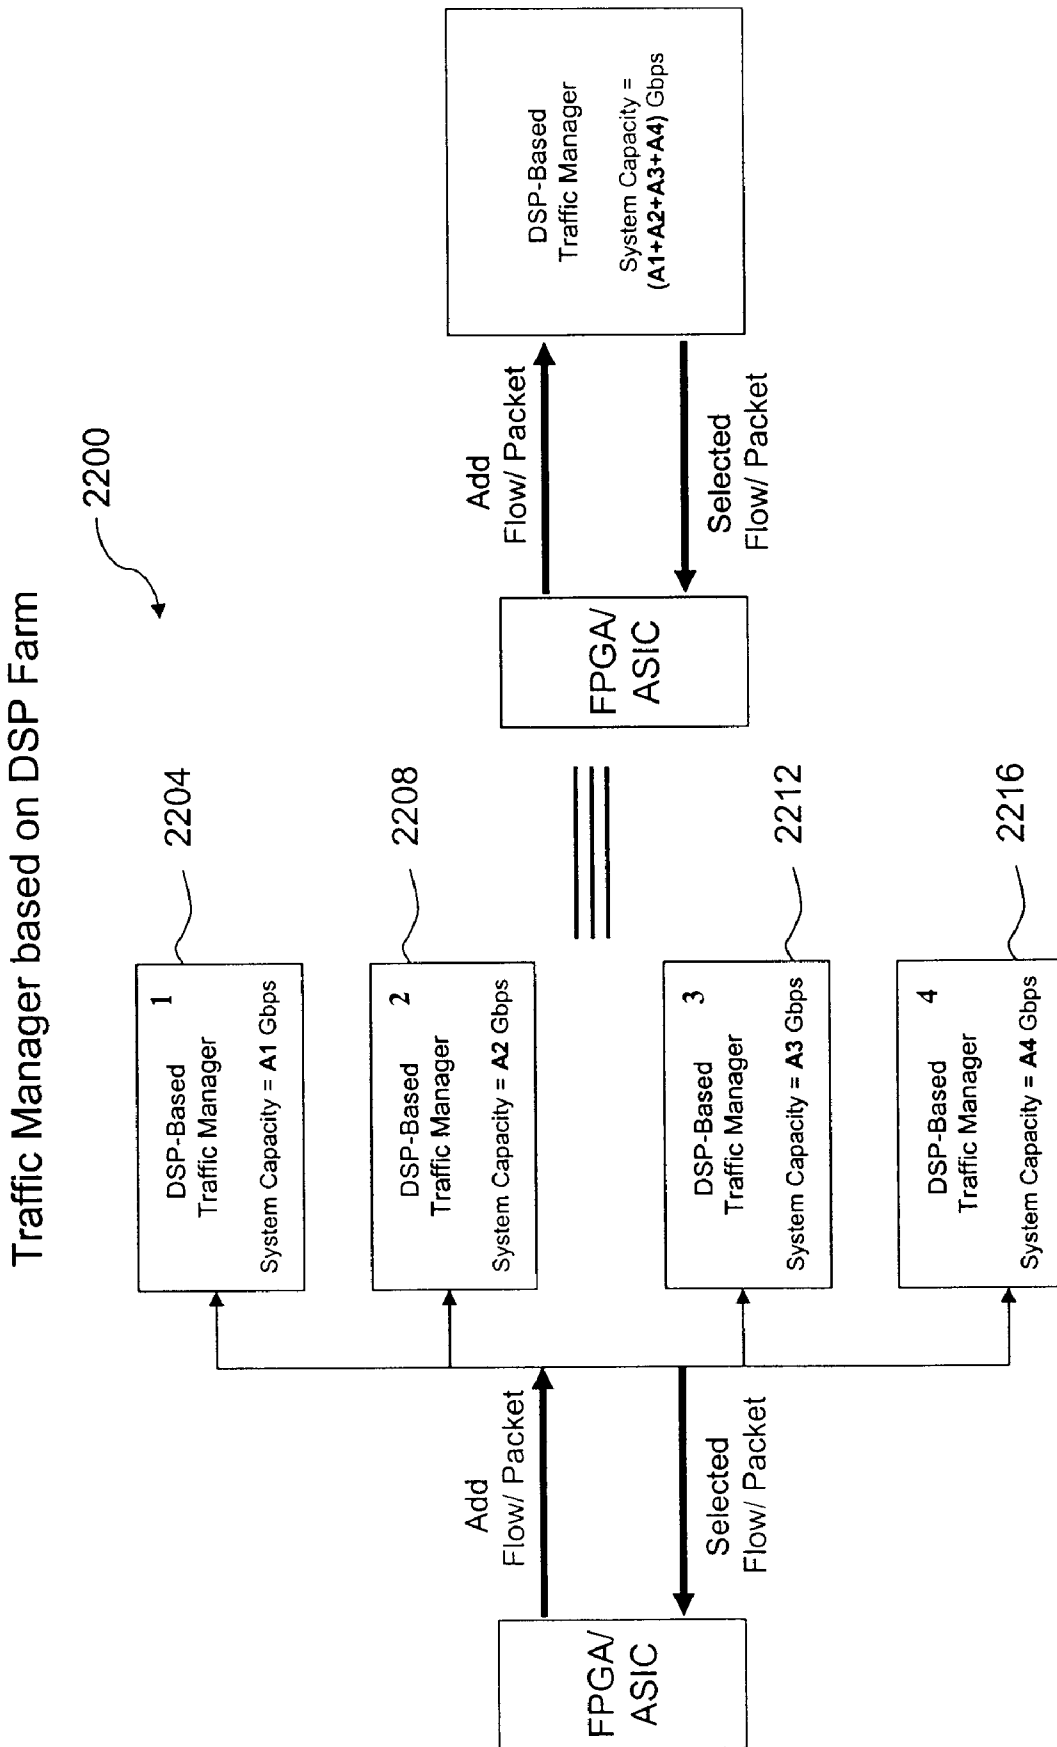 Traffic Manager based on DSP Farm
2200
FPGA/
ASIC
Add
Flow/ Packet
Selected
Flow/ Packet
1
DSP-Based
Traffic Manager
System Capacity = A1 Gbps
2204
2
DSP-Based
Traffic Manager
System Capacity = A2 Gbps
2208
3
DSP-Based
Traffic Manager
System Capacity = A3 Gbps
2212
4
DSP-Based
Traffic Manager
System Capacity = A4 Gbps
2216
FPGA/
ASIC
Add
Flow/ Packet
Selected
Flow/ Packet
DSP-Based
Traffic Manager
System Capacity =
(A1+A2+A3+A4) Gbps